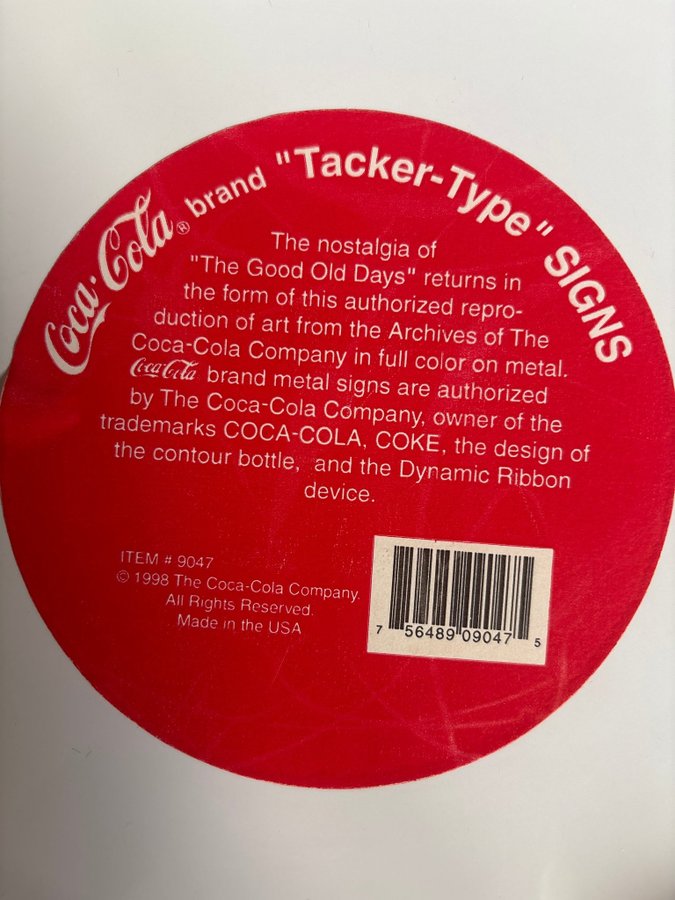 Coca-Cola® brand "Tacker-Type" SIGNS
The nostalgia of
"The Good Old Days" returns in
the form of this authorized repro-
duction of art from the Archives of The
Coca-Cola Company in full color on metal.
Coca-Cola brand metal signs are authorized
by The Coca-Cola Company, owner of the
trademarks COCA-COLA, COKE, the design of
the contour bottle, and the Dynamic Ribbon
device.
ITEM # 9047
© 1998 The Coca-Cola Company.
All Rights Reserved.
Made in the USA
7 56489 09047 5